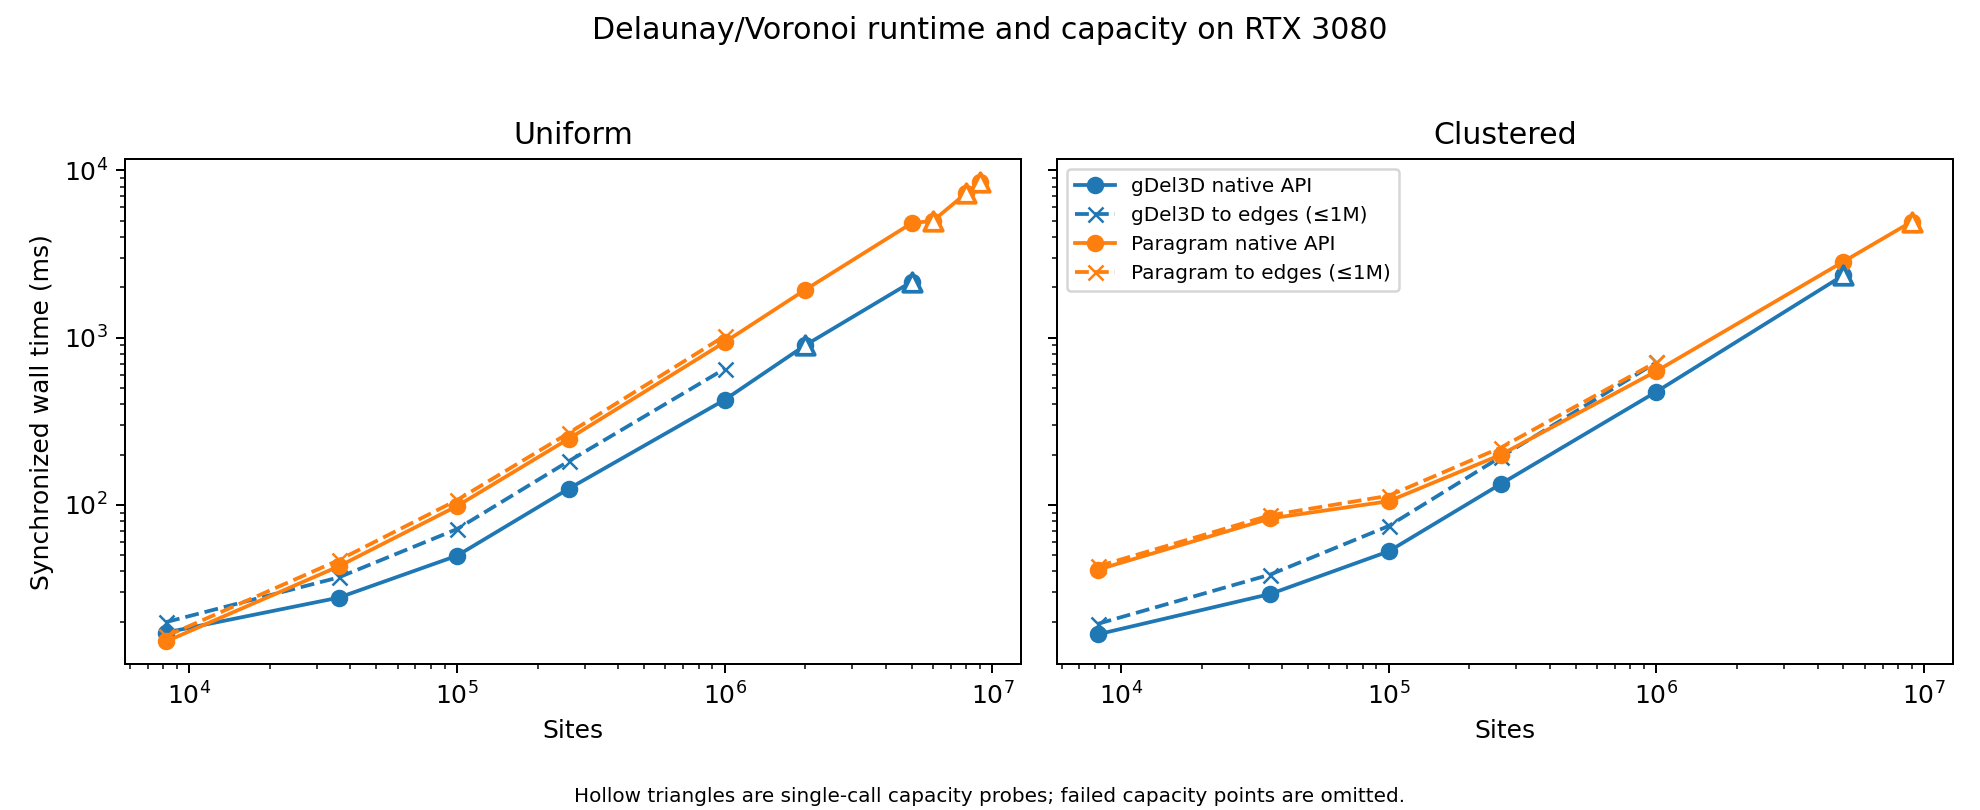 Delaunay/Voronoi runtime and capacity on RTX 3080
Uniform
Synchronized wall time (ms)
10⁴
10³
10²
10⁴ 10⁵ 10⁶ 10⁷
Sites
Clustered
gDel3D native API
gDel3D to edges (≤1M)
Paragram native API
Paragram to edges (≤1M)
10⁴ 10⁵ 10⁶ 10⁷
Sites
Hollow triangles are single-call capacity probes; failed capacity points are omitted.